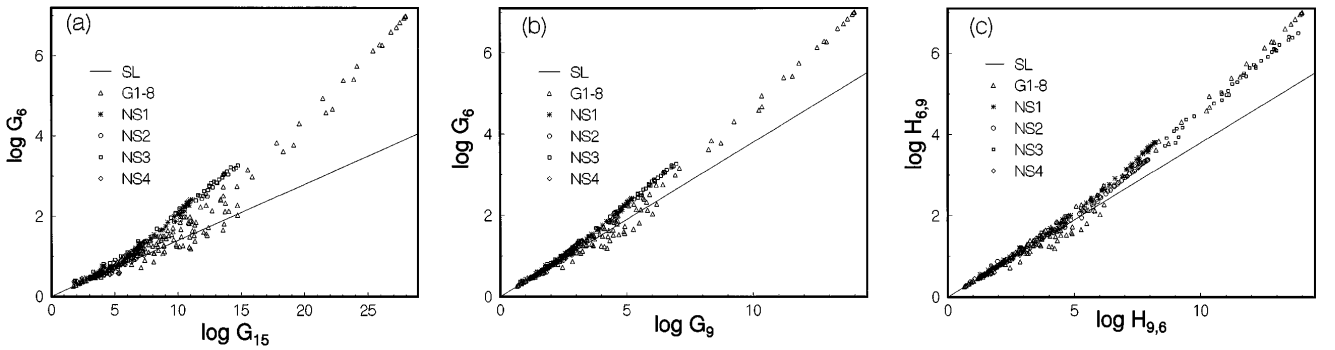 (a)
log G6
6
4
2
0
SL
G1-8
NS1
NS2
NS3
NS4
0 5 10 15 20 25
log G15
(b)
log G6
6
4
2
0
SL
G1-8
NS1
NS2
NS3
NS4
0 5 10
log G9
(c)
log H6,9
6
4
2
0
SL
G1-8
NS1
NS2
NS3
NS4
0 5 10
log H9,6